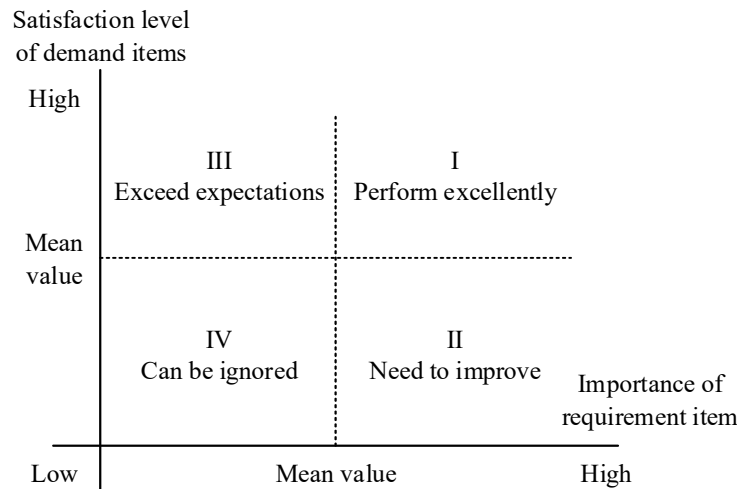 Satisfaction level
of demand items
High
III
Exceed expectations
I
Perform excellently
Mean
value
IV
Can be ignored
II
Need to improve
Importance of
requirement item
Low
Mean value
High